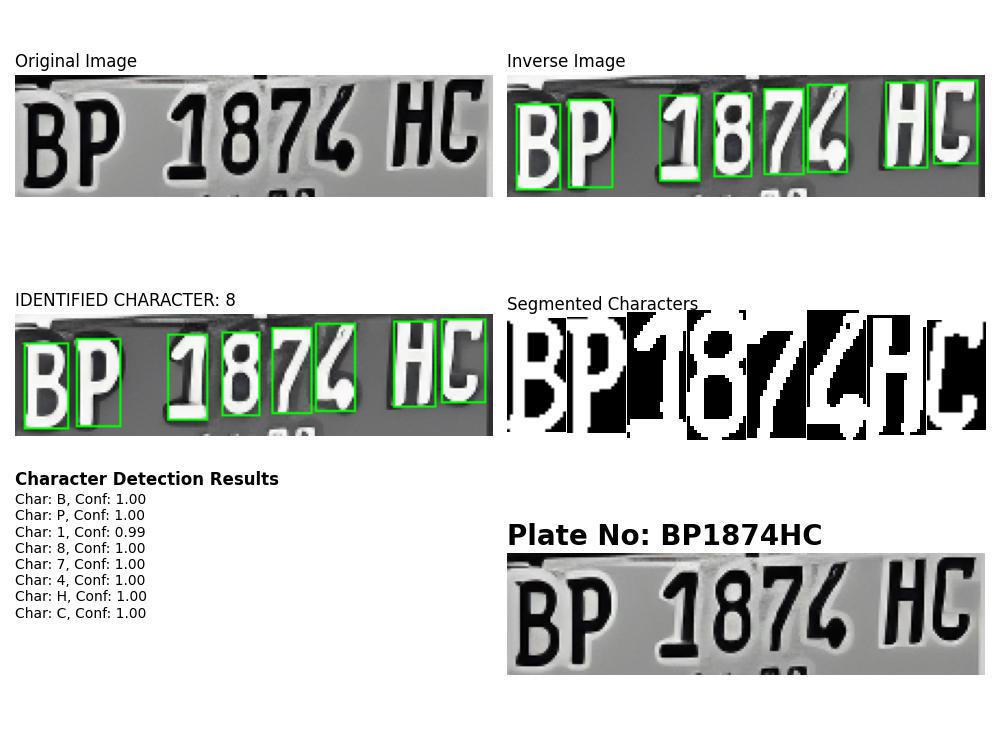 Original Image
BP 1874 HC
Inverse Image
BP 1874 HC
IDENTIFIED CHARACTER: 8
BP 1874 HC
Segmented Characters
BP1874HC
Character Detection Results
Char: B, Conf: 1.00
Char: P, Conf: 1.00
Char: 1, Conf: 0.99
Char: 8, Conf: 1.00
Char: 7, Conf: 1.00
Char: 4, Conf: 1.00
Char: H, Conf: 1.00
Char: C, Conf: 1.00
Plate No: BP1874HC
BP 1874 HC